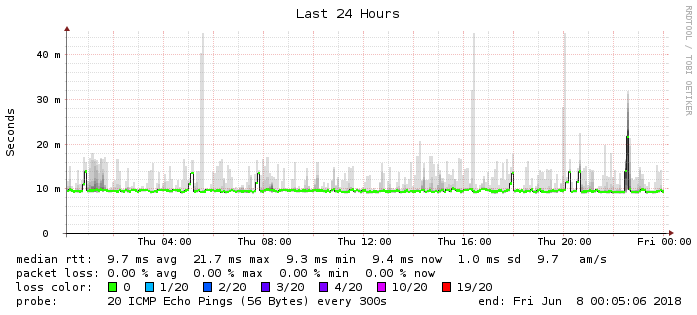 Last 24 Hours
RRDTOOL / TOBI OETIKER
Seconds
40 m
30 m
20 m
10 m
0
Thu 04:00 Thu 08:00 Thu 12:00 Thu 16:00 Thu 20:00 Fri 00:00
median rtt: 9.7 ms avg 21.7 ms max 9.3 ms min 9.4 ms now 1.0 ms sd 9.7 am/s
packet loss: 0.00 % avg 0.00 % max 0.00 % min 0.00 % now
loss color: 0 1/20 2/20 3/20 4/20 10/20 19/20
probe: 20 ICMP Echo Pings (56 Bytes) every 300s end: Fri Jun 8 00:05:06 2018